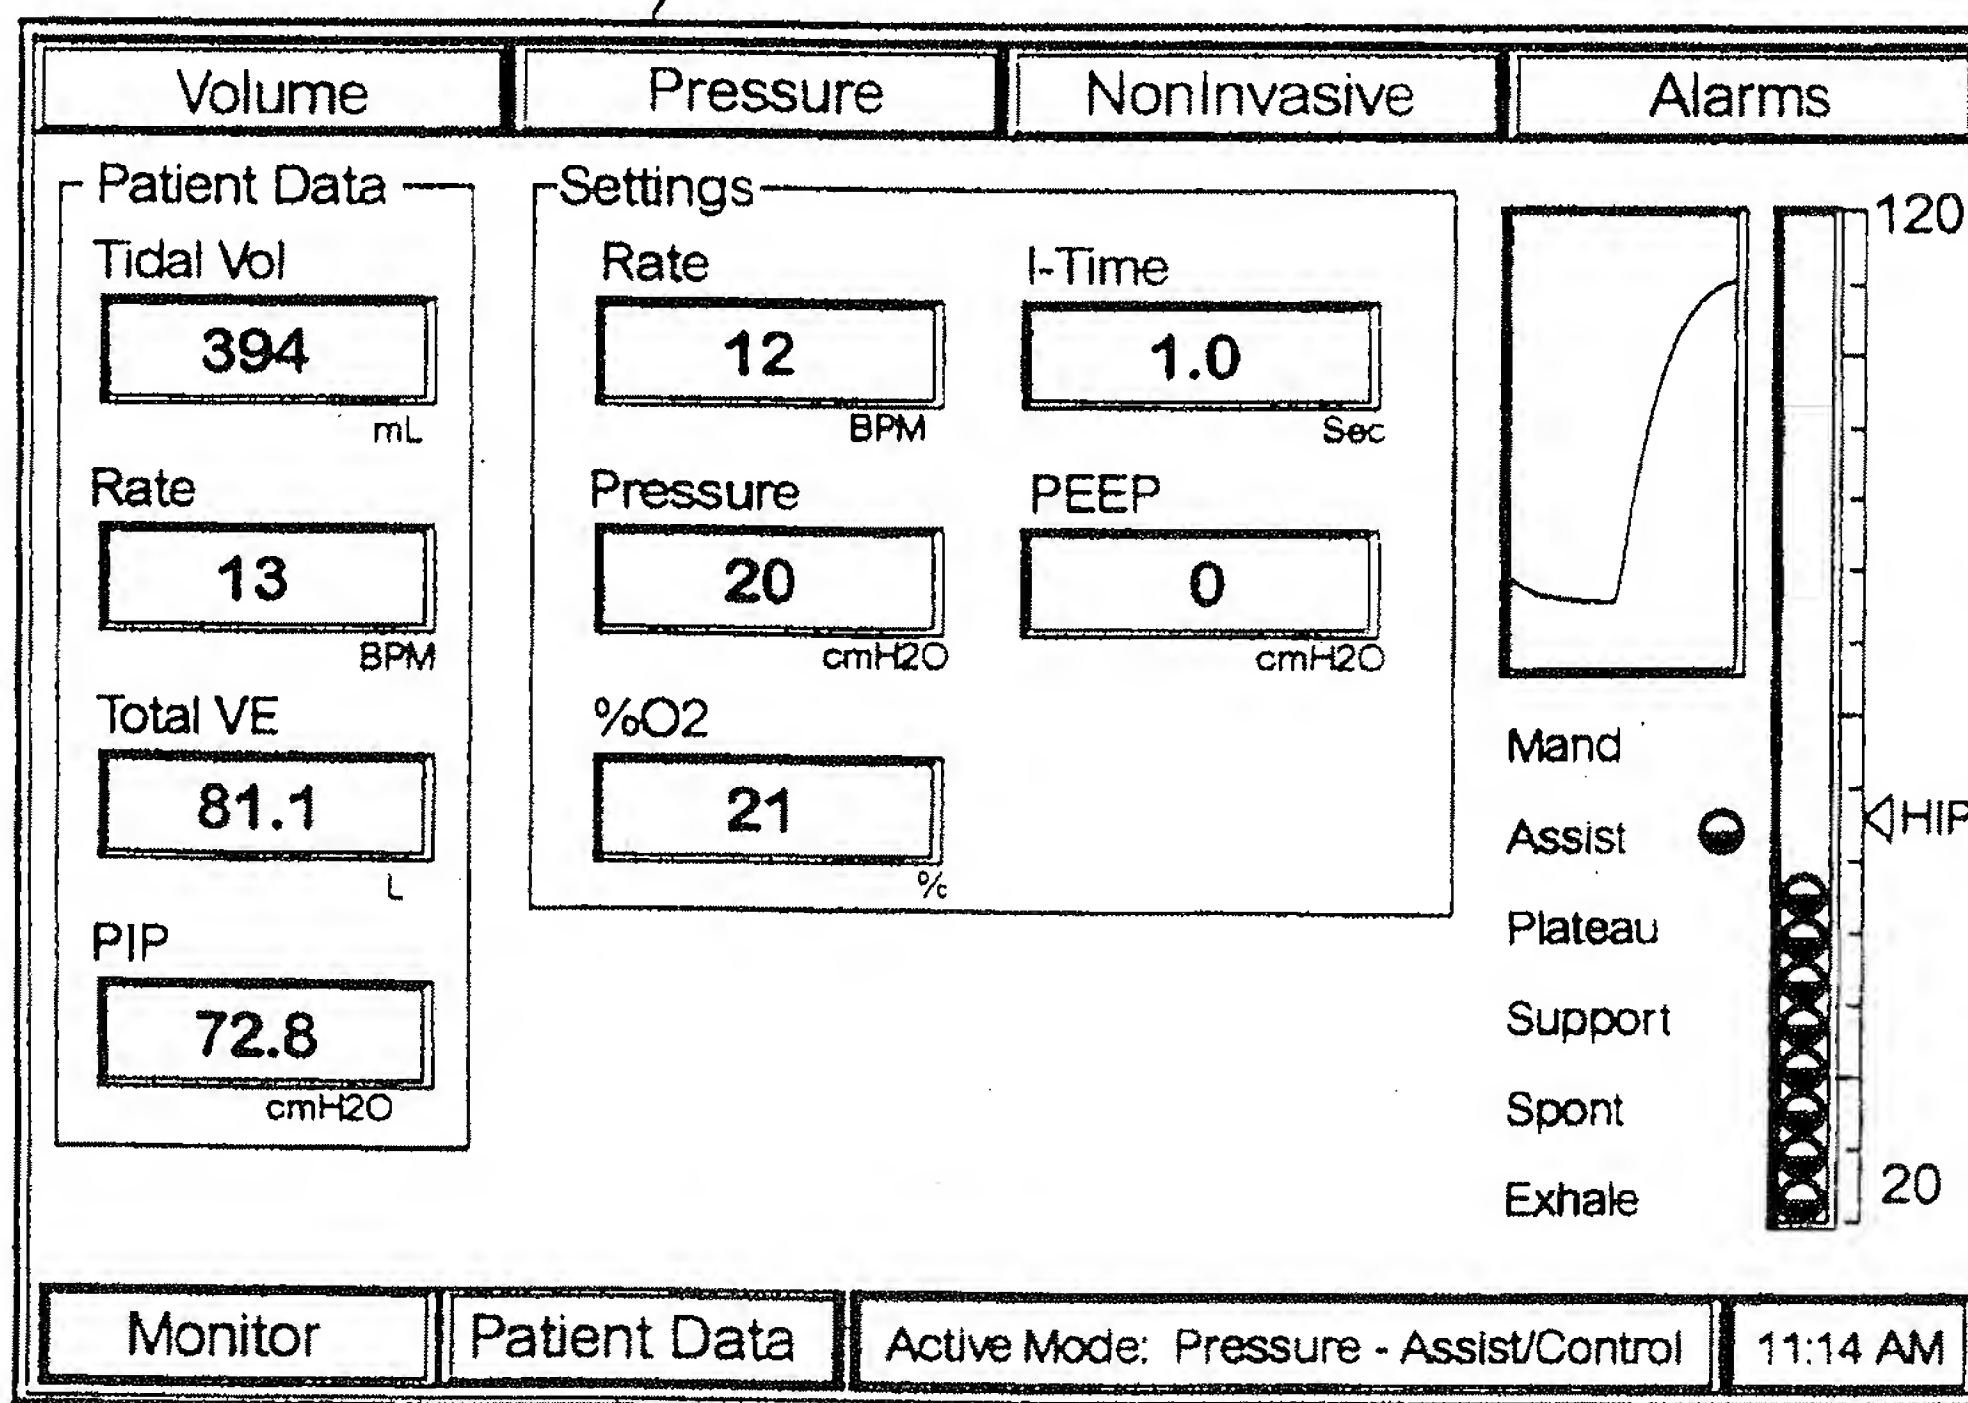 Volume
Pressure
NonInvasive
Alarms
Patient Data
Tidal Vol
394
mL
Rate
13
BPM
Total VE
81.1
L
PIP
72.8
cmH2O
Settings
Rate
12
BPM
I-Time
1.0
Sec
Pressure
20
cmH2O
PEEP
0
cmH2O
%O2
21
%
120
Mand
Assist
HIP
Plateau
Support
Spont
Exhale
20
Monitor
Patient Data
Active Mode: Pressure - Assist/Control
11:14 AM